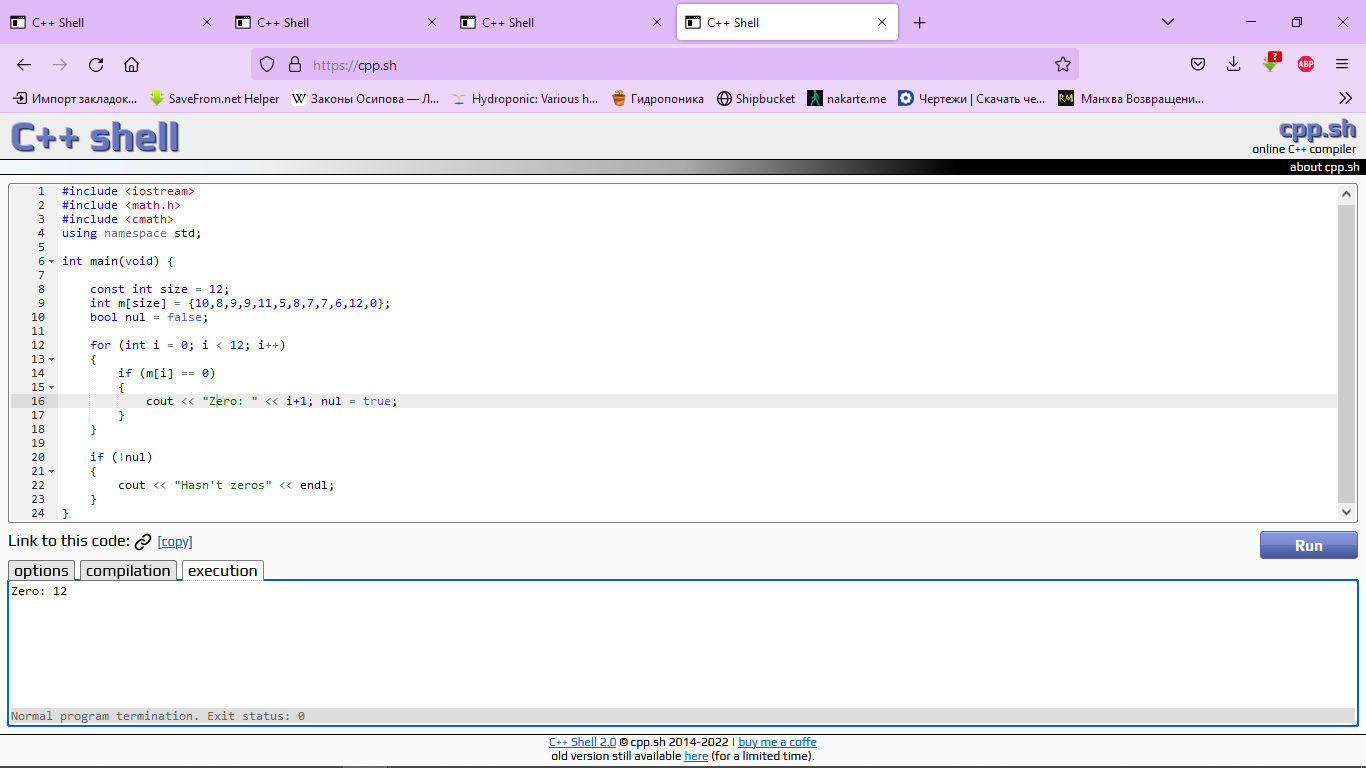 C++ Shell
C++ Shell
C++ Shell
C++ Shell
https://cpp.sh
?
ABP
Импорт закладок...
SaveFrom.net Helper
W Законы Осипова — Л...
Hydroponic: Various h...
Гидропоника
Shipbucket
nakarte.me
Чертежи | Скачать че...
RM Манхва Возвращени...
C++ shell
cpp.sh
online C++ compiler
about cpp.sh
1 #include <iostream>
2 #include <math.h>
3 #include <cmath>
4 using namespace std;
5
6 int main(void) {
7
8     const int size = 12;
9     int m[size] = {10,8,9,9,11,5,8,7,7,6,12,0};
10     bool nul = false;
11
12     for (int i = 0; i < 12; i++)
13     {
14         if (m[i] == 0)
15         {
16             cout << "Zero: " << i+1; nul = true;
17         }
18     }
19
20     if (!nul)
21     {
22         cout << "Hasn't zeros" << endl;
23     }
24 }
Link to this code: [copy]
Run
options compilation execution
Zero: 12
Normal program termination. Exit status: 0
C++ Shell 2.0 © cpp.sh 2014-2022 | buy me a coffe
old version still available here (for a limited time).